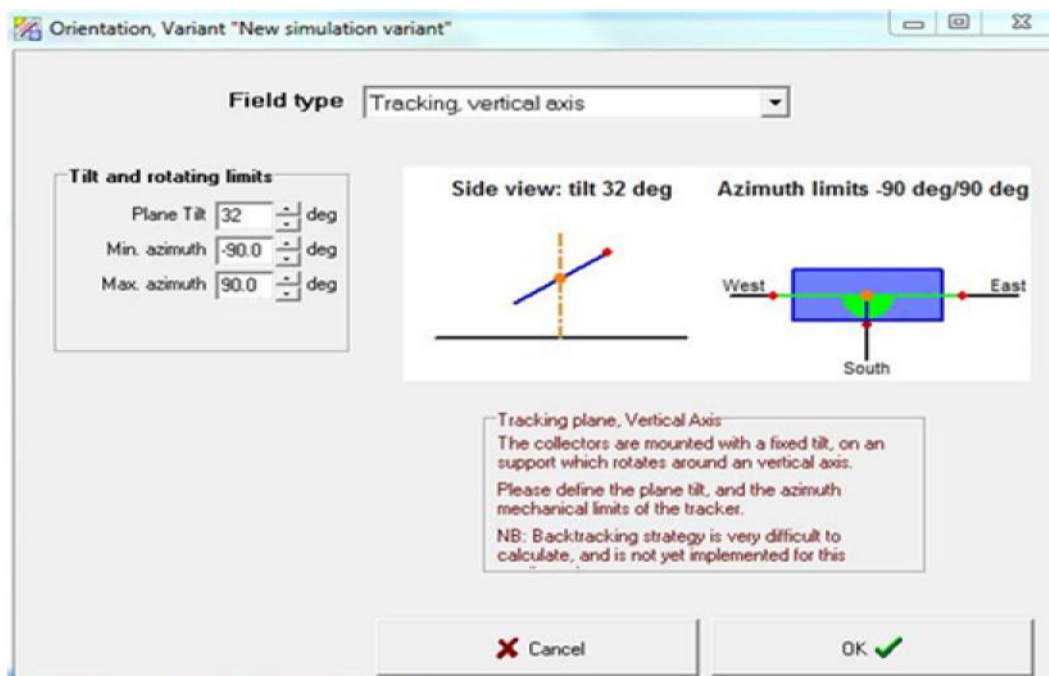 Orientation, Variant "New simulation variant"
Field type Tracking, vertical axis
Tilt and rotating limits
Plane Tilt 32 deg
Min. azimuth -90.0 deg
Max. azimuth 90.0 deg
Side view: tilt 32 deg
Azimuth limits -90 deg/90 deg
West
East
South
Tracking plane, Vertical Axis
The collectors are mounted with a fixed tilt, on an
support which rotates around an vertical axis.
Please define the plane tilt, and the azimuth
mechanical limits of the tracker.
NB: Backtracking strategy is very difficult to
calculate, and is not yet implemented for this
Cancel
OK